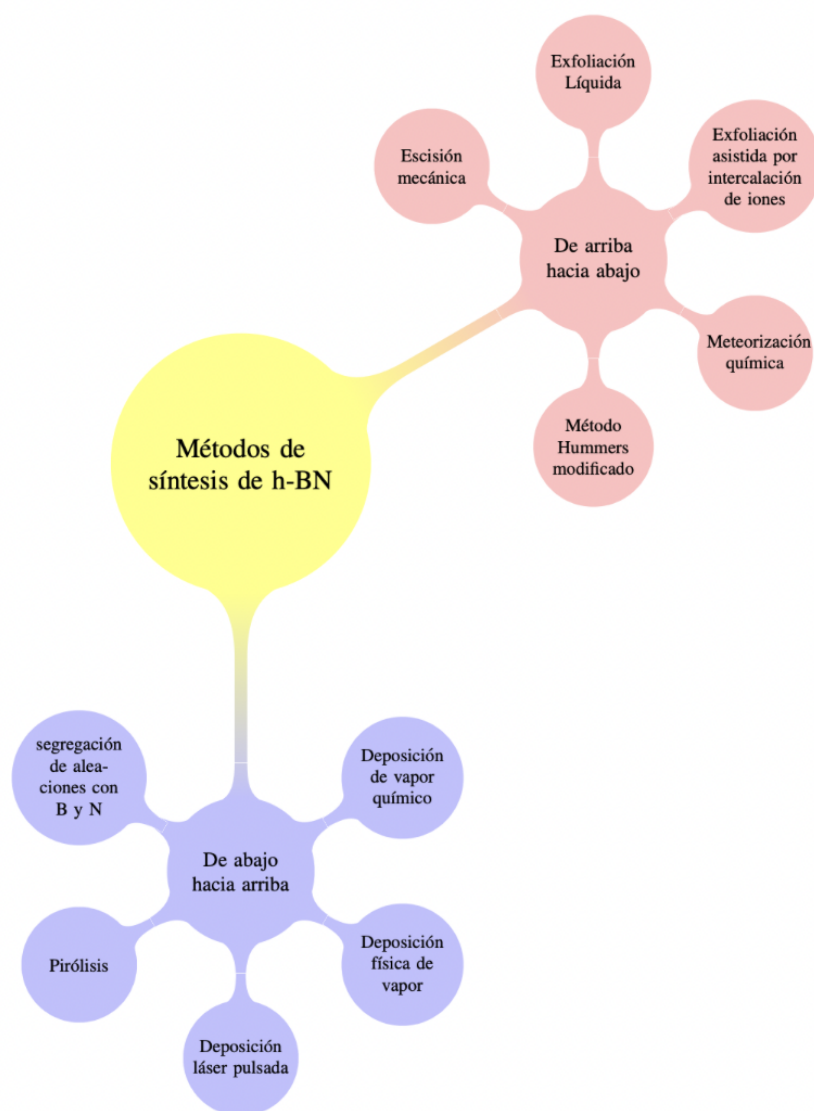 Exfoliación
Líquida
Escisión
mecánica
Exfoliación
asistida por
intercalación
de iones
De arriba
hacia abajo
Meteorización
química
Método
Hummers
modificado
Métodos de
síntesis de h-BN
segregación
de alea-
ciones con
B y N
Deposición
de vapor
químico
De abajo
hacia arriba
Pirólisis
Deposición
física de
vapor
Deposición
láser pulsada